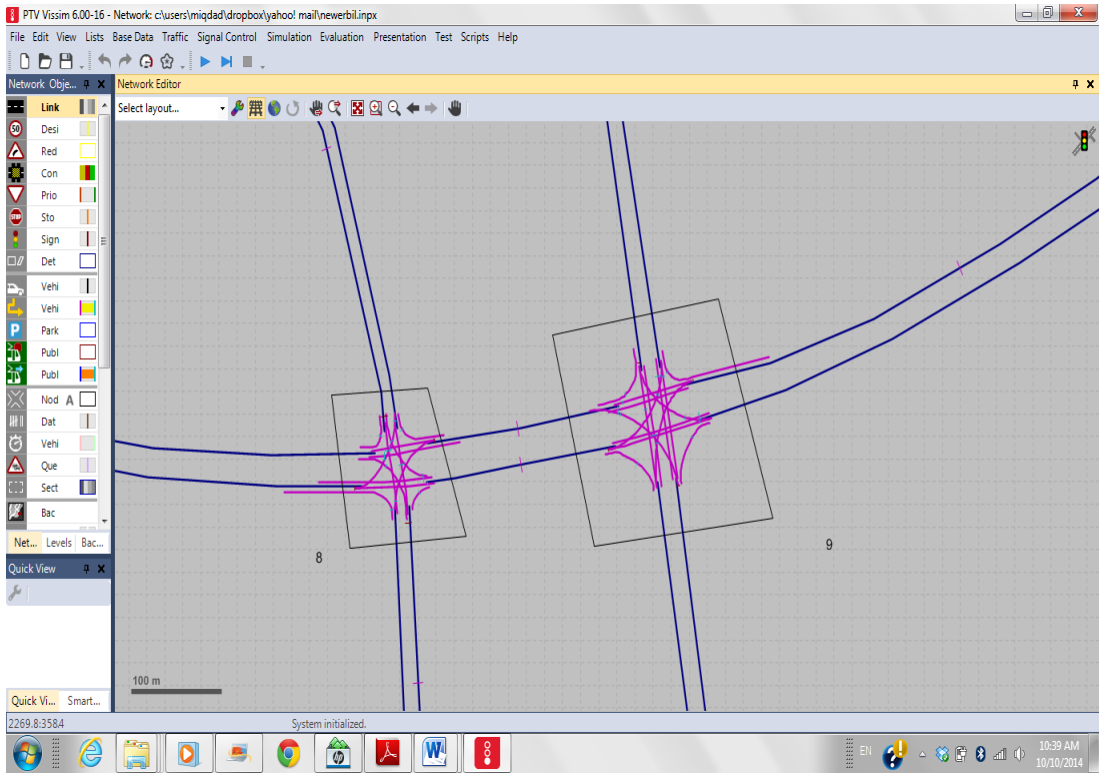 PTV Vissim 6.00-16 - Network: c:\users\miqdad\dropbox\yahoo! mail\newerbil.inpx
File Edit View Lists Base Data Traffic Signal Control Simulation Evaluation Presentation Test Scripts Help
Network Obje...
Network Editor
Link
Select layout...
50
Desi
Red
Con
Prio
STOP
Sto
Sign
Det
Vehi
Vehi
P
Park
Publ
Publ
Nod A
Dat
Vehi
Que
Sect
Bac
Net... Levels Bac...
Quick View
8
9
100 m
Quick Vi... Smart...
2269.8:358.4
System initialized.
EN
10:39 AM
10/10/2014